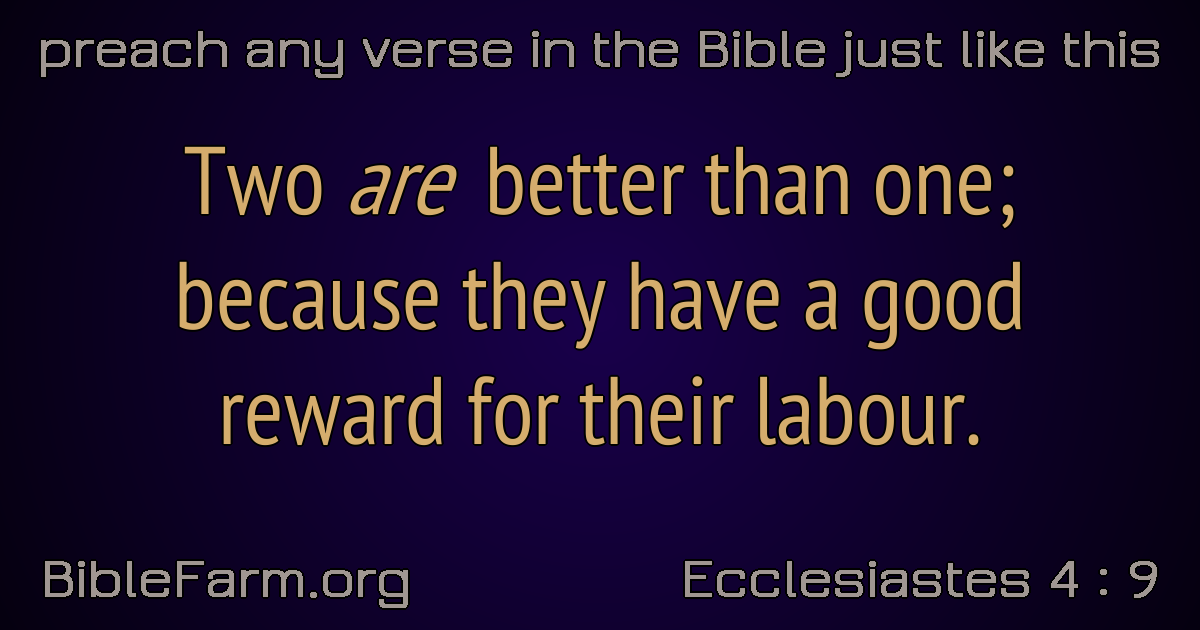 preach any verse in the Bible just like this
Two are better than one;
because they have a good
reward for their labour.
BibleFarm.org
Ecclesiastes 4 : 9